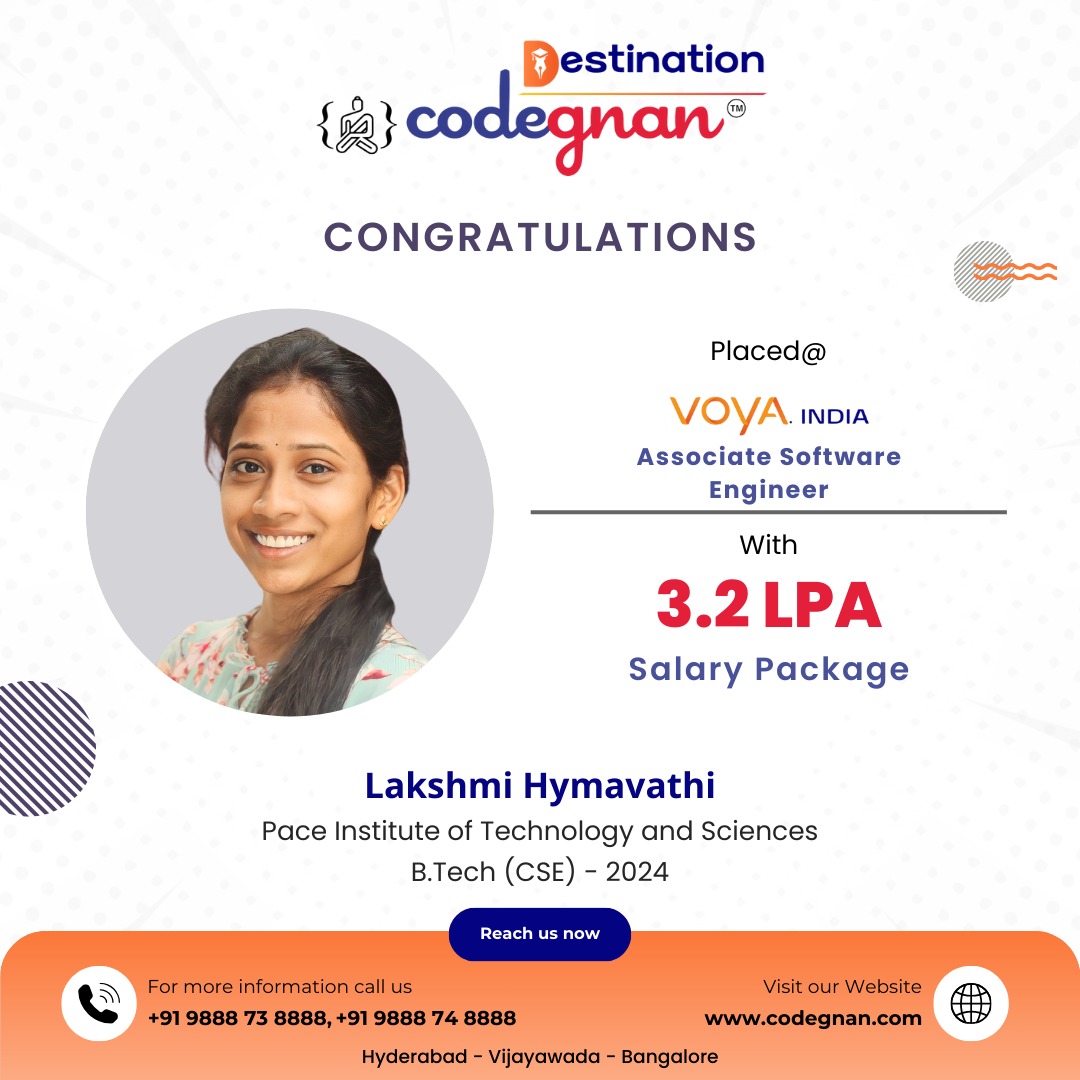 Destination
codegnan™
CONGRATULATIONS
Placed@
VOYA. INDIA
Associate Software
Engineer
With
3.2 LPA
Salary Package
Lakshmi Hymavathi
Pace Institute of Technology and Sciences
B.Tech (CSE) - 2024
Reach us now
For more information call us
+91 9888 73 8888, +91 9888 74 8888
Visit our Website
www.codegnan.com
Hyderabad - Vijayawada - Bangalore